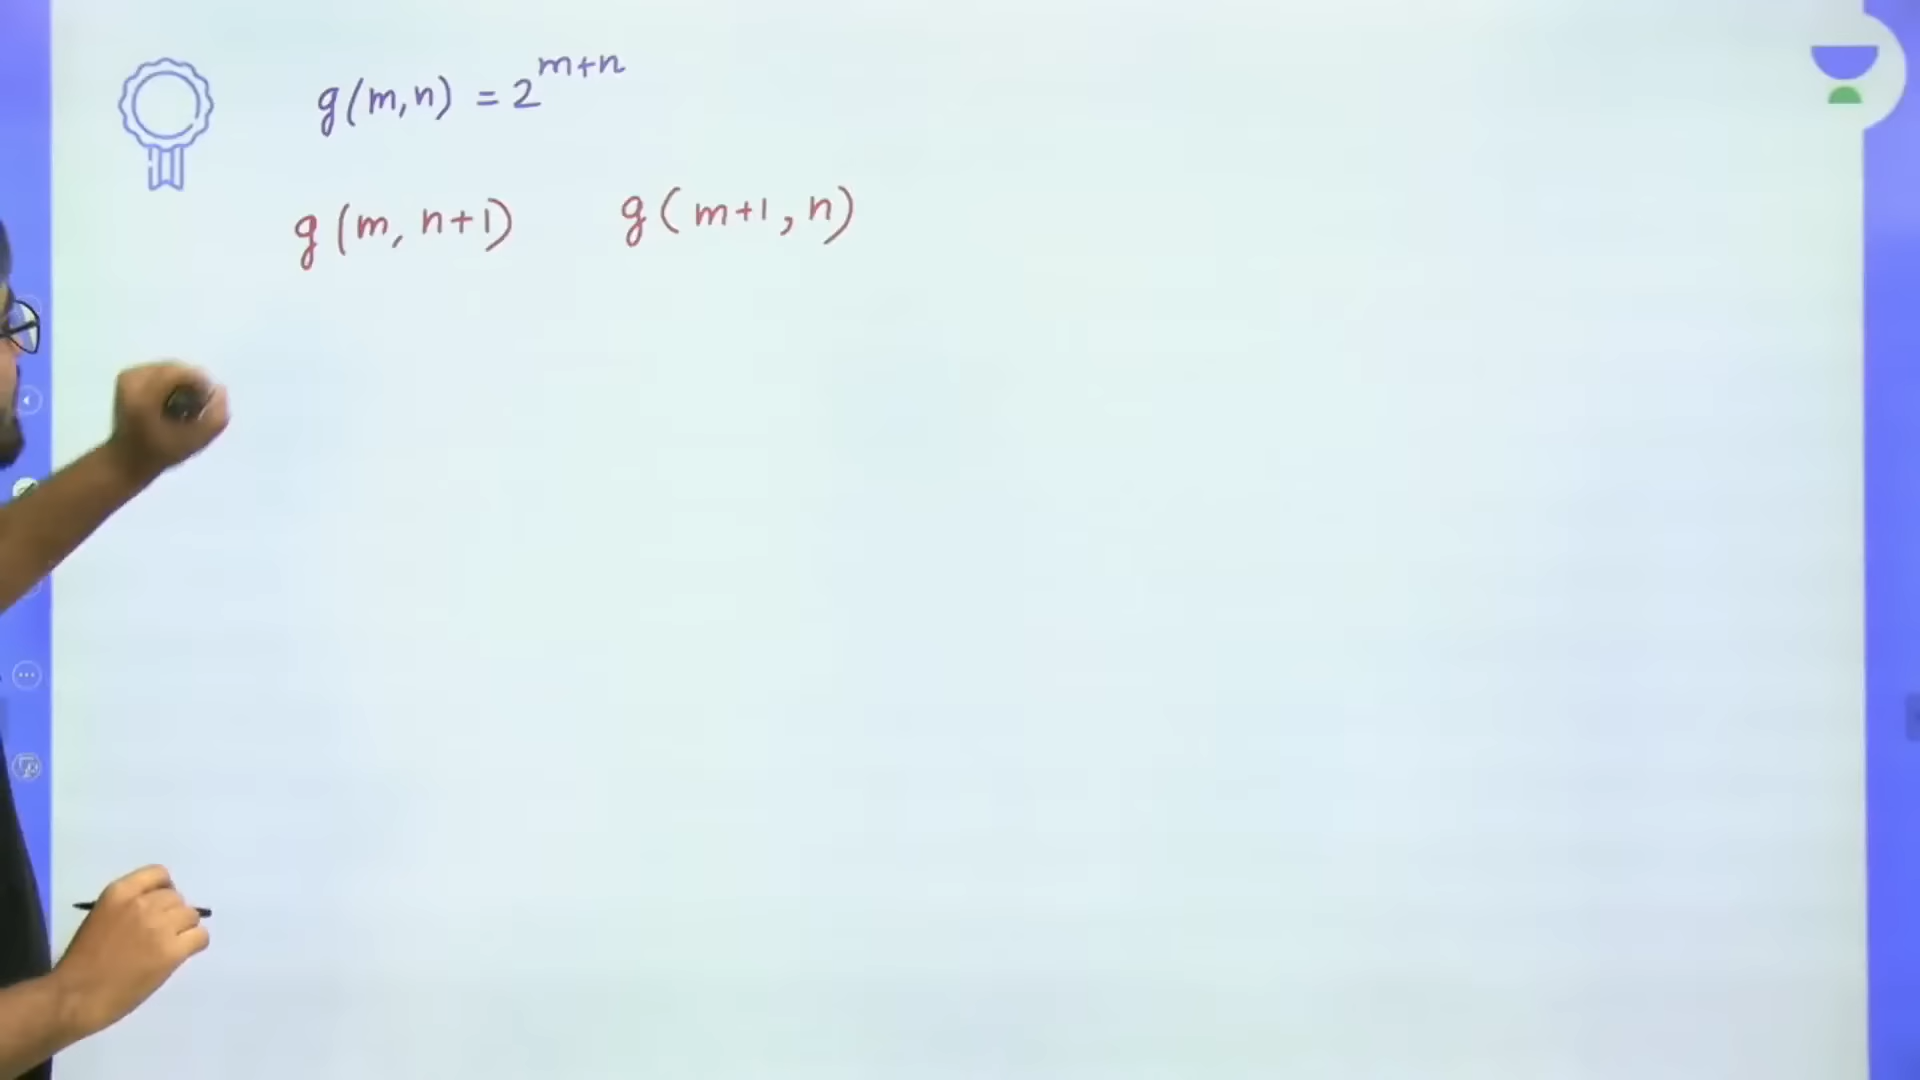 g(m,n) = 2^{m+n}
g(m, n+1) g(m+1, n)